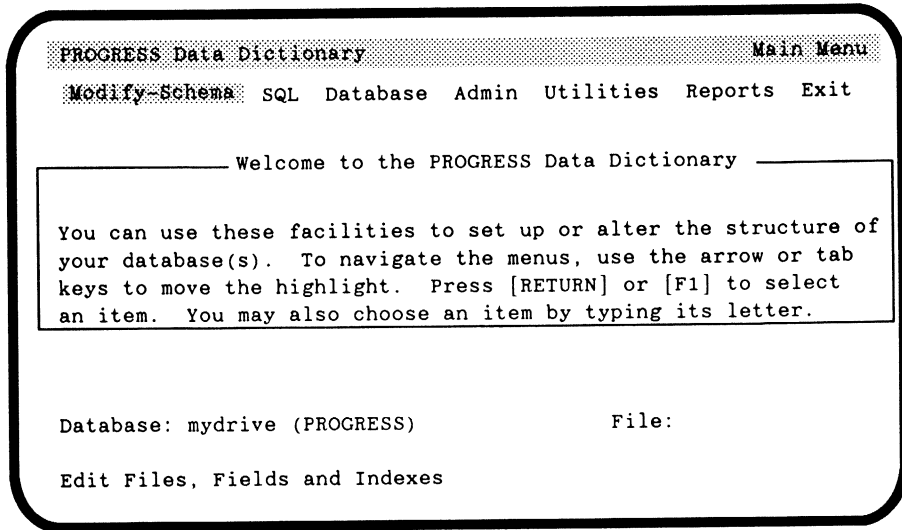 PROGRESS Data Dictionary Main Menu
Modify-Schema SQL Database Admin Utilities Reports Exit
Welcome to the PROGRESS Data Dictionary
You can use these facilities to set up or alter the structure of
your database(s). To navigate the menus, use the arrow or tab
keys to move the highlight. Press [RETURN] or [F1] to select
an item. You may also choose an item by typing its letter.
Database: mydrive (PROGRESS) File:
Edit Files, Fields and Indexes